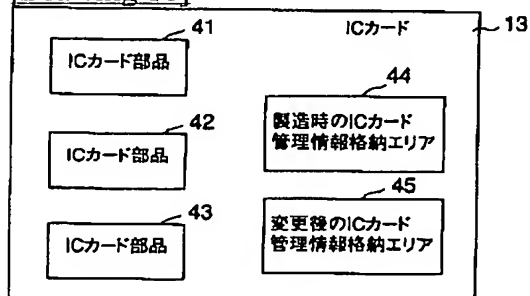 ICカード
13
41
ICカード部品
44
製造時のICカード
管理情報格納エリア
42
ICカード部品
45
変更後のICカード
管理情報格納エリア
43
ICカード部品